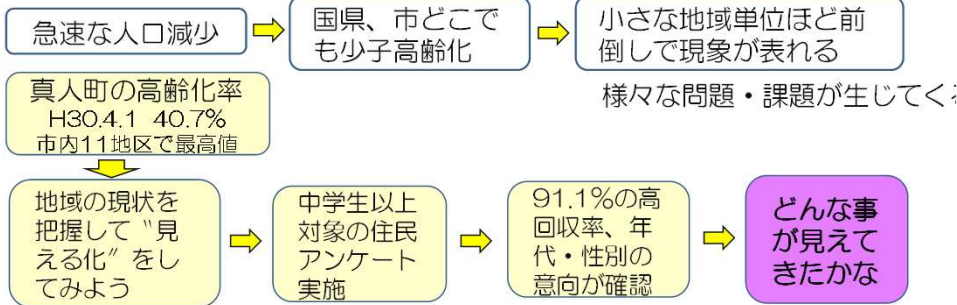 急速な人口減少
国県、市どこで
も少子高齢化
小さな地域単位ほど前
倒しで現象が表れる
様々な問題・課題が生じてくる
真人町の高齢化率
H30.4.1 40.7%
市内11地区で最高値
地域の現状を
把握して〝見
える化〟をし
てみよう
中学生以上
対象の住民
アンケート
実施
91.1%の高
回収率、年
代・性別の
意向が確認
どんな事
が見えて
きたかな